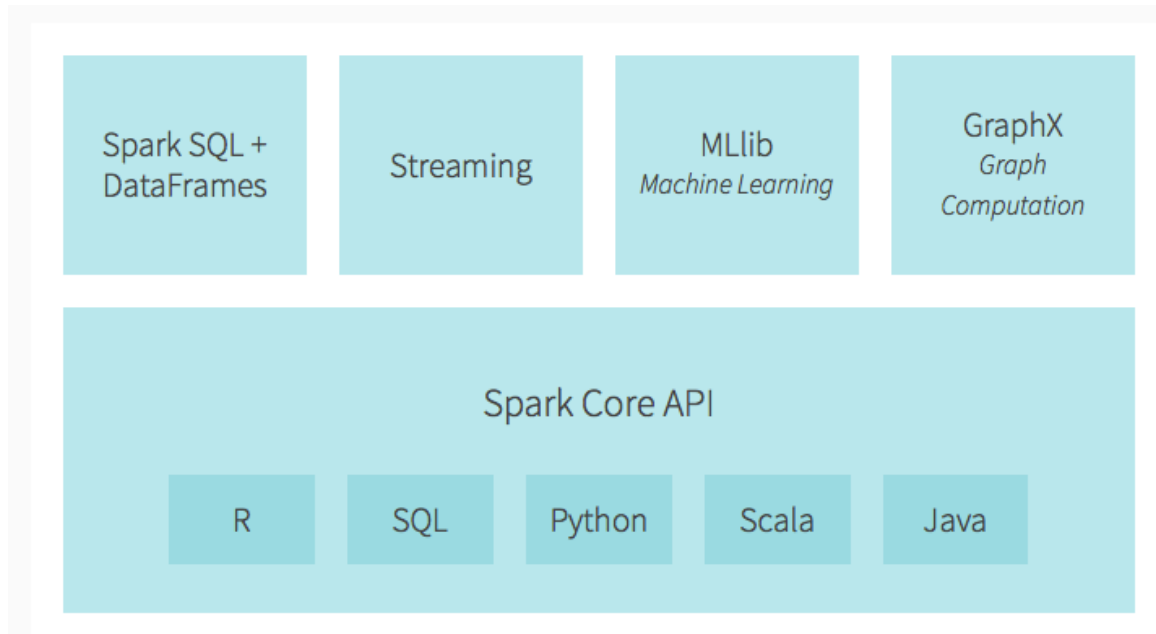 Spark SQL +
DataFrames
Streaming
MLlib
Machine Learning
GraphX
Graph
Computation
Spark Core API
R
SQL
Python
Scala
Java